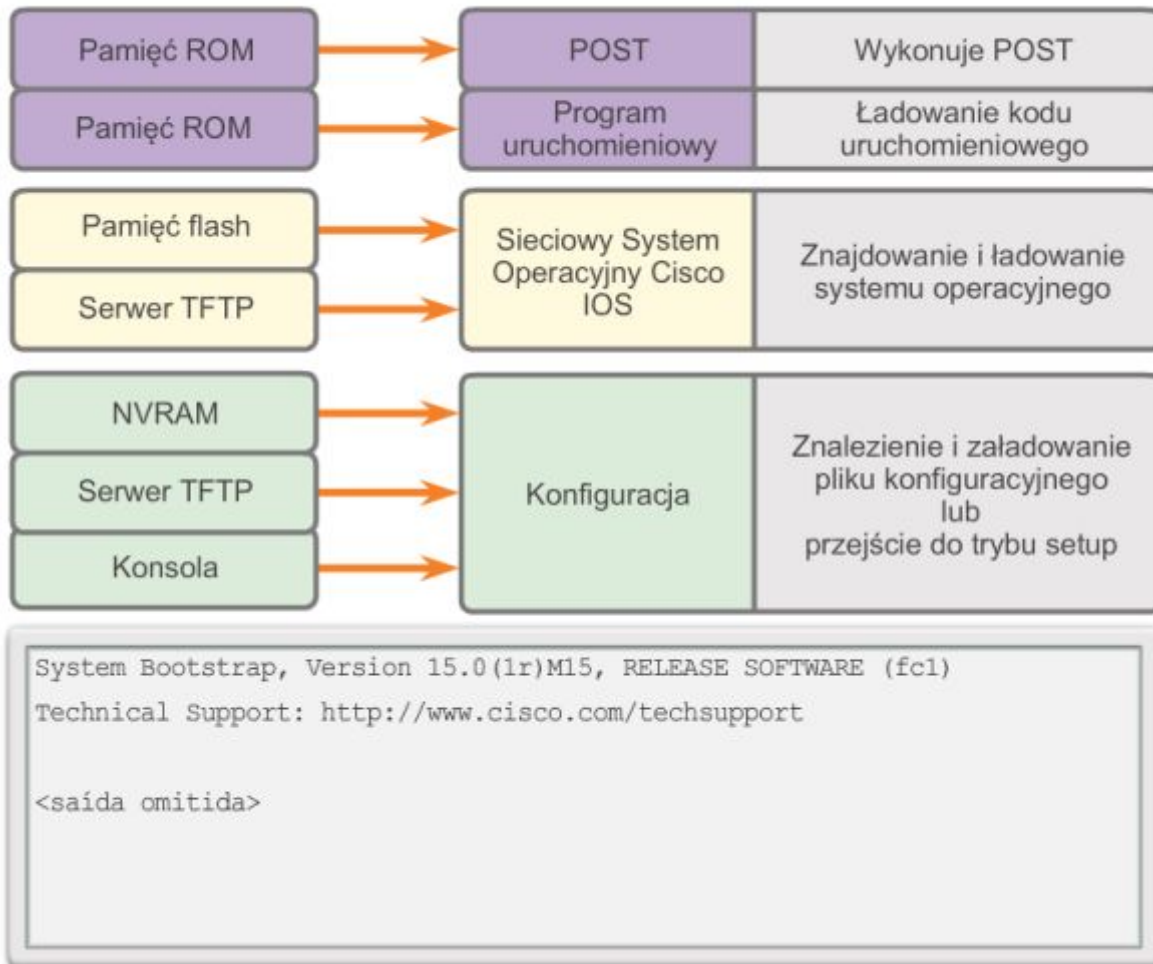 Pamięć ROM
POST
Wykonuje POST
Pamięć ROM
Program
uruchomieniowy
Ładowanie kodu
uruchomieniowego
Pamięć flash
Serwer TFTP
Sieciowy System
Operacyjny Cisco
IOS
Znajdowanie i ładowanie
systemu operacyjnego
NVRAM
Serwer TFTP
Konsola
Konfiguracja
Znalezienie i załadowanie
pliku konfiguracyjnego
lub
przejście do trybu setup
System Bootstrap, Version 15.0(1r)M15, RELEASE SOFTWARE (fc1)
Technical Support: http://www.cisco.com/techsupport
<saída omitida>